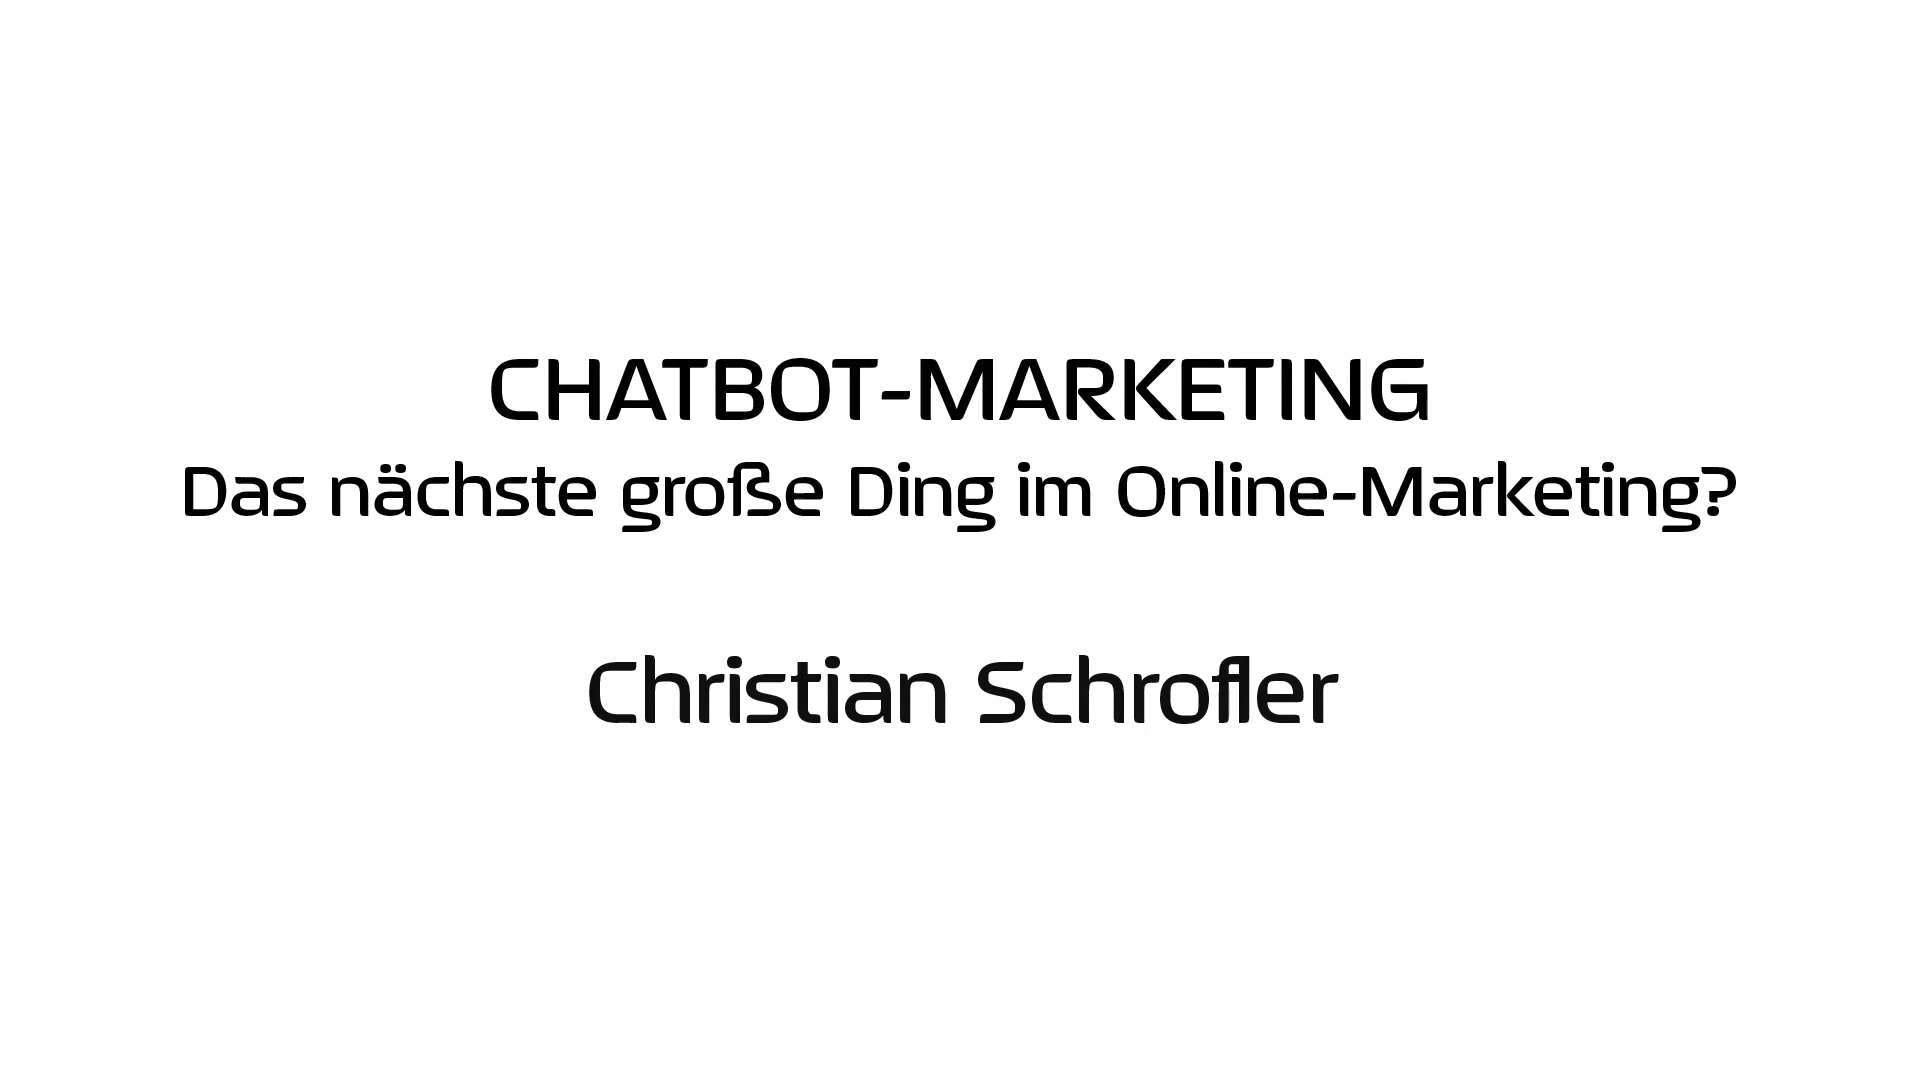 CHATBOT-MARKETING
Das nächste große Ding im Online-Marketing?
Christian Schrofler